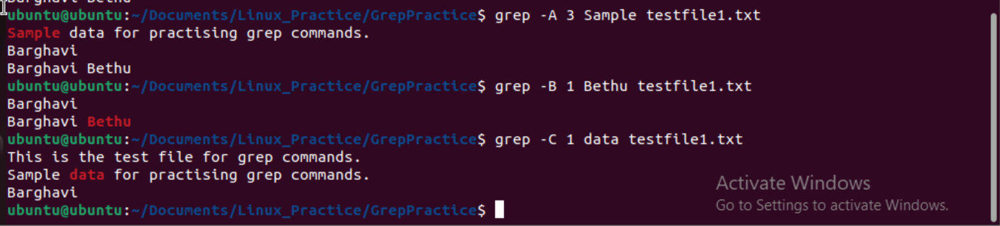 Barghavi Bethu
ubuntu@ubuntu:~/Documents/Linux_Practice/GrepPractice$ grep -A 3 Sample testfile1.txt
Sample data for practising grep commands.
Barghavi
Barghavi Bethu
ubuntu@ubuntu:~/Documents/Linux_Practice/GrepPractice$ grep -B 1 Bethu testfile1.txt
Barghavi
Barghavi Bethu
ubuntu@ubuntu:~/Documents/Linux_Practice/GrepPractice$ grep -C 1 data testfile1.txt
This is the test file for grep commands.
Sample data for practising grep commands.
Barghavi
ubuntu@ubuntu:~/Documents/Linux_Practice/GrepPractice$
Activate Windows
Go to Settings to activate Windows.